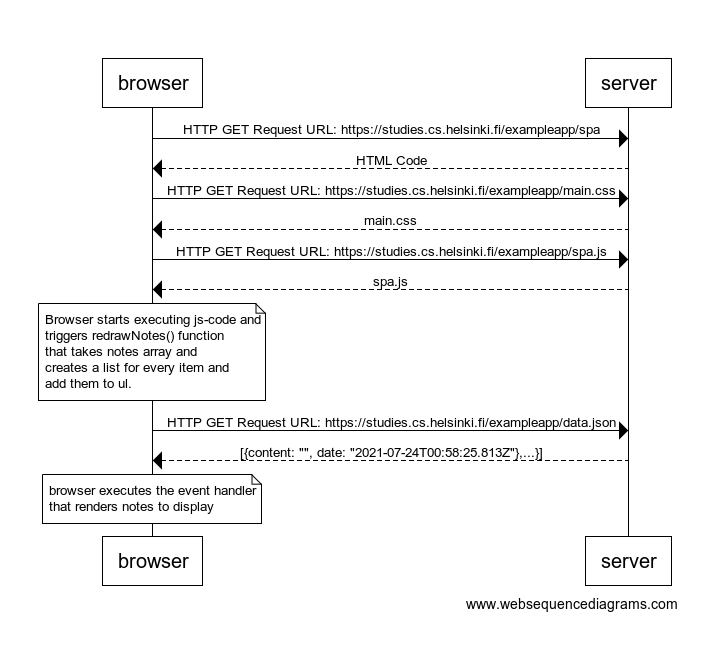 browser
server
HTTP GET Request URL: https://studies.cs.helsinki.fi/exampleapp/spa
HTML Code
HTTP GET Request URL: https://studies.cs.helsinki.fi/exampleapp/main.css
main.css
HTTP GET Request URL: https://studies.cs.helsinki.fi/exampleapp/spa.js
spa.js
Browser starts executing js-code and
triggers redrawNotes() function
that takes notes array and
creates a list for every item and
add them to ul.
HTTP GET Request URL: https://studies.cs.helsinki.fi/exampleapp/data.json
[{content: "", date: "2021-07-24T00:58:25.813Z"},...}]
browser executes the event handler
that renders notes to display
browser
server
www.websequencediagrams.com